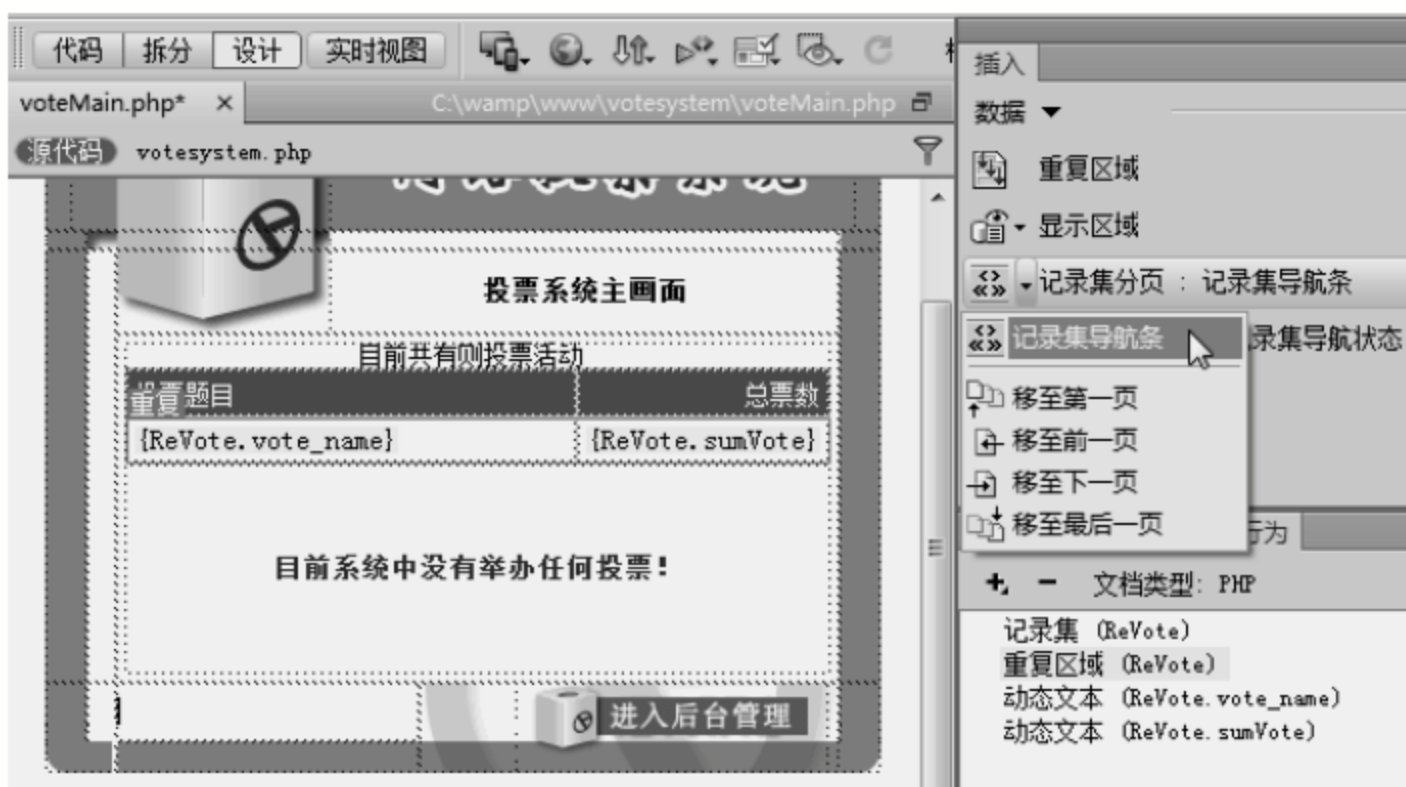 代码 拆分 设计 实时视图
插入
voteMain.php* × C:\wamp\www\votesystem\voteMain.php
数据
源代码 votesystem.php
重复区域
显示区域
投票系统主画面
记录集分页 : 记录集导航条
记录集导航条 录集导航状态
目前共有则投票活动
重复 题目 总票数
移至第一页
{ReVote.vote_name} {ReVote.sumVote}
移至前一页
移至下一页
移至最后一页
行为
目前系统中没有举办任何投票!
文档类型: PHP
记录集 (ReVote)
重复区域 (ReVote)
动态文本 (ReVote.vote_name)
进入后台管理
动态文本 (ReVote.sumVote)